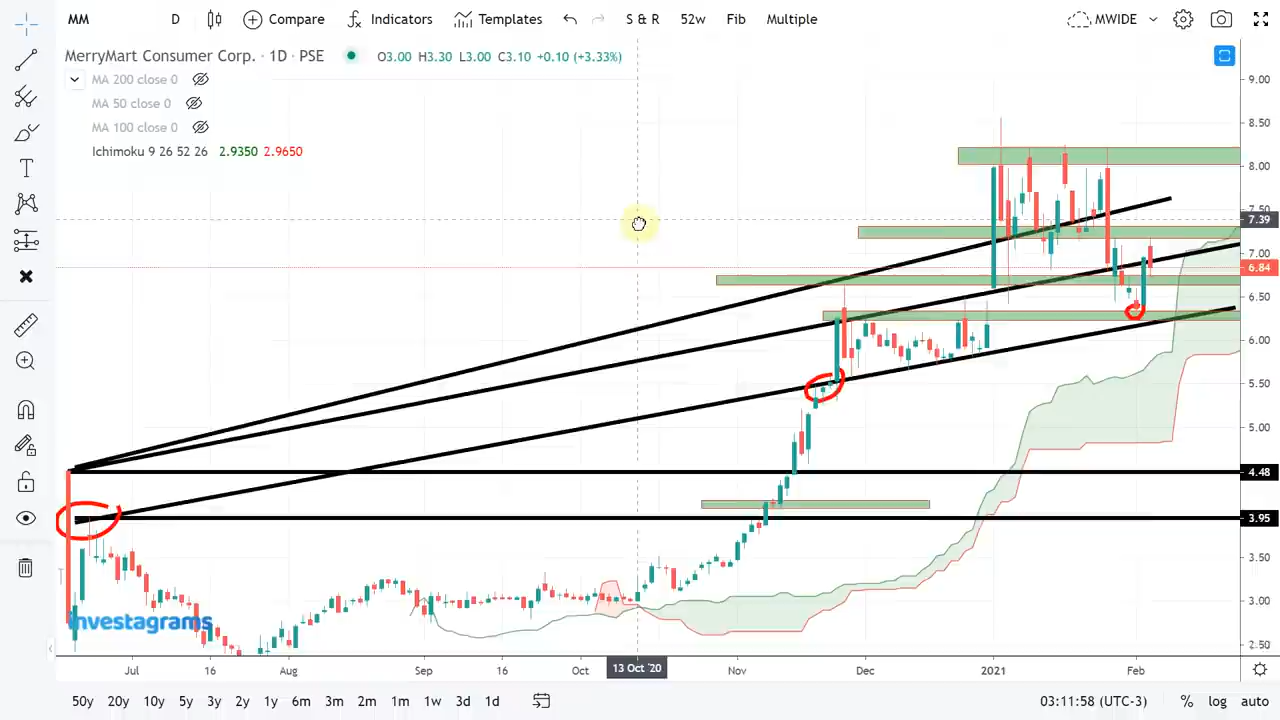 MM D Compare Indicators Templates S & R 52w Fib Multiple MWIDE
MerryMart Consumer Corp. · 1D · PSE O3.00 H3.30 L3.00 C3.10 +0.10 (+3.33%)
MA 200 close 0
MA 50 close 0
MA 100 close 0
Ichimoku 9 26 52 26 2.9350 2.9650
9.00
8.50
8.00
7.50
7.39
7.00
6.84
6.50
6.00
5.50
5.00
4.48
3.95
3.50
3.00
2.50
Investagrams
Jul 16 Aug Sep 16 Oct 13 Oct '20 Nov Dec 2021 Feb
50y 20y 10y 5y 3y 2y 1y 6m 3m 2m 1m 1w 3d 1d 03:11:58 (UTC-3) % log auto